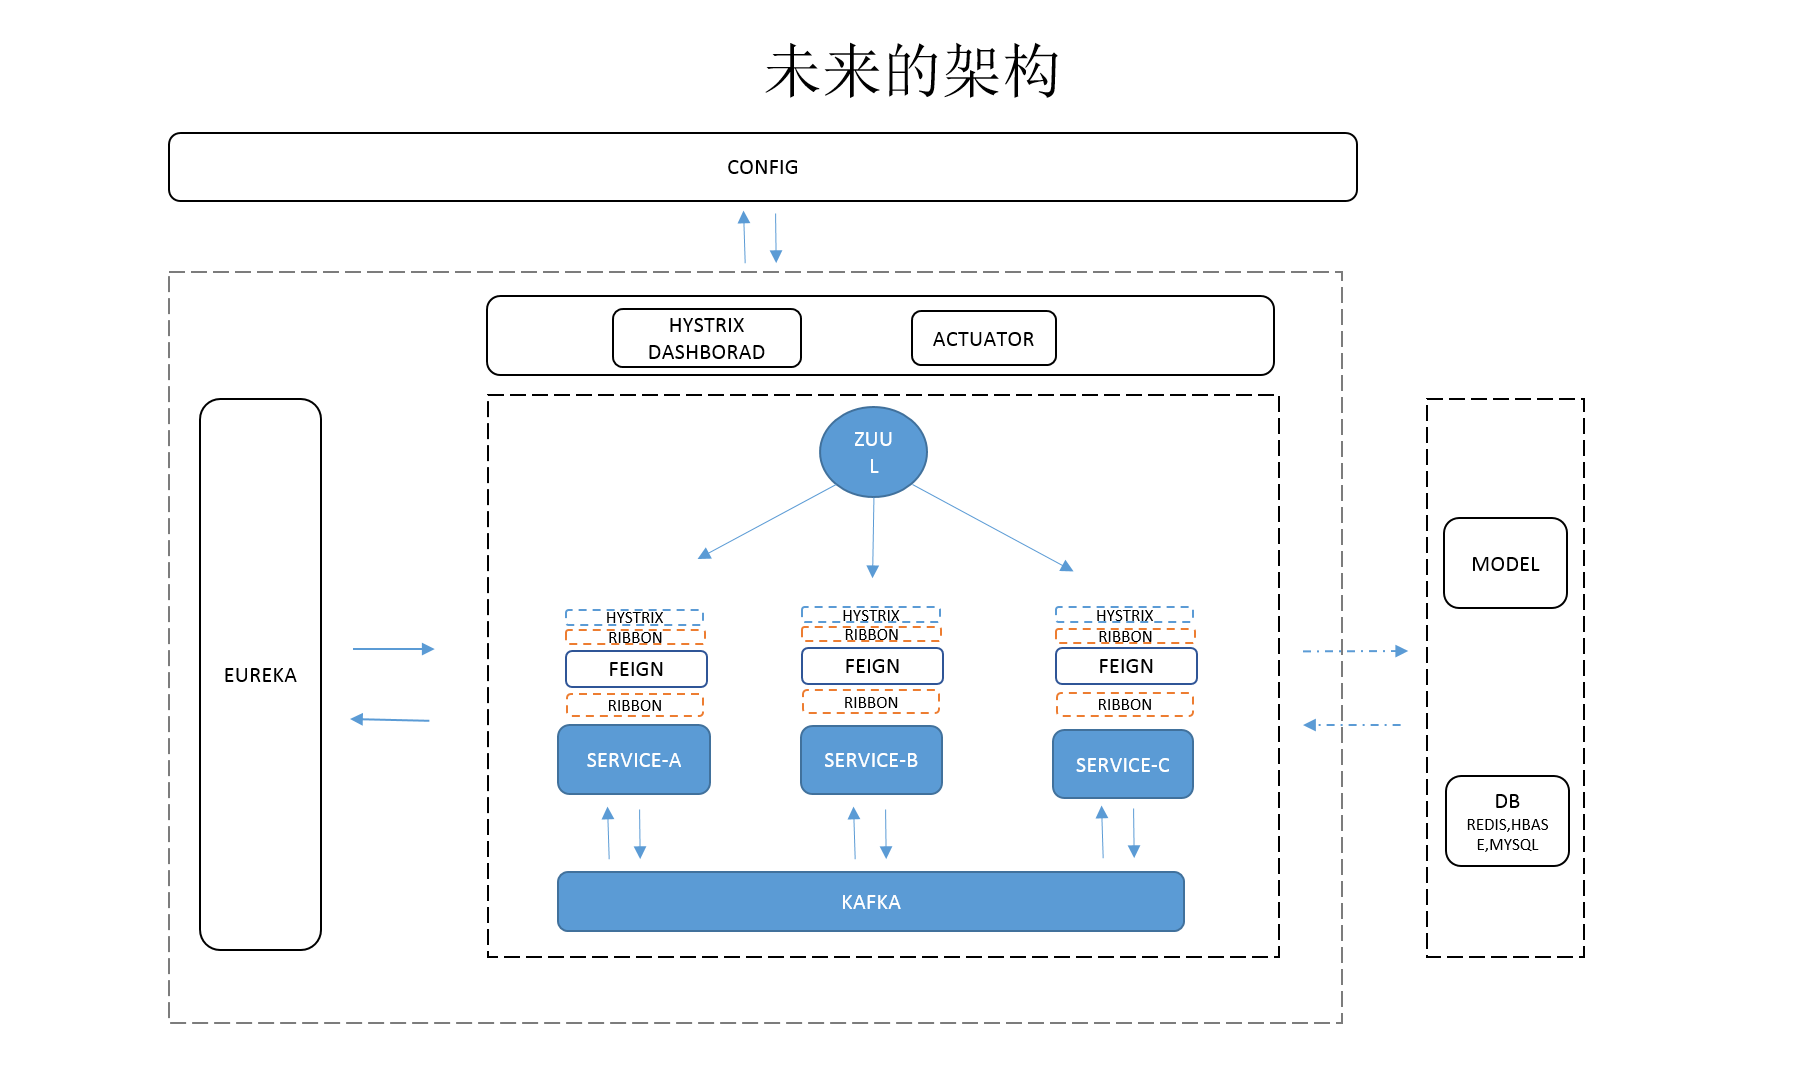 未来的架构
CONFIG
HYSTRIX
DASHBORAD
ACTUATOR
EUREKA
ZUU
L
HYSTRIX
RIBBON
FEIGN
RIBBON
SERVICE-A
HYSTRIX
RIBBON
FEIGN
RIBBON
SERVICE-B
HYSTRIX
RIBBON
FEIGN
RIBBON
SERVICE-C
KAFKA
MODEL
DB
REDIS,HBAS
E,MYSQL